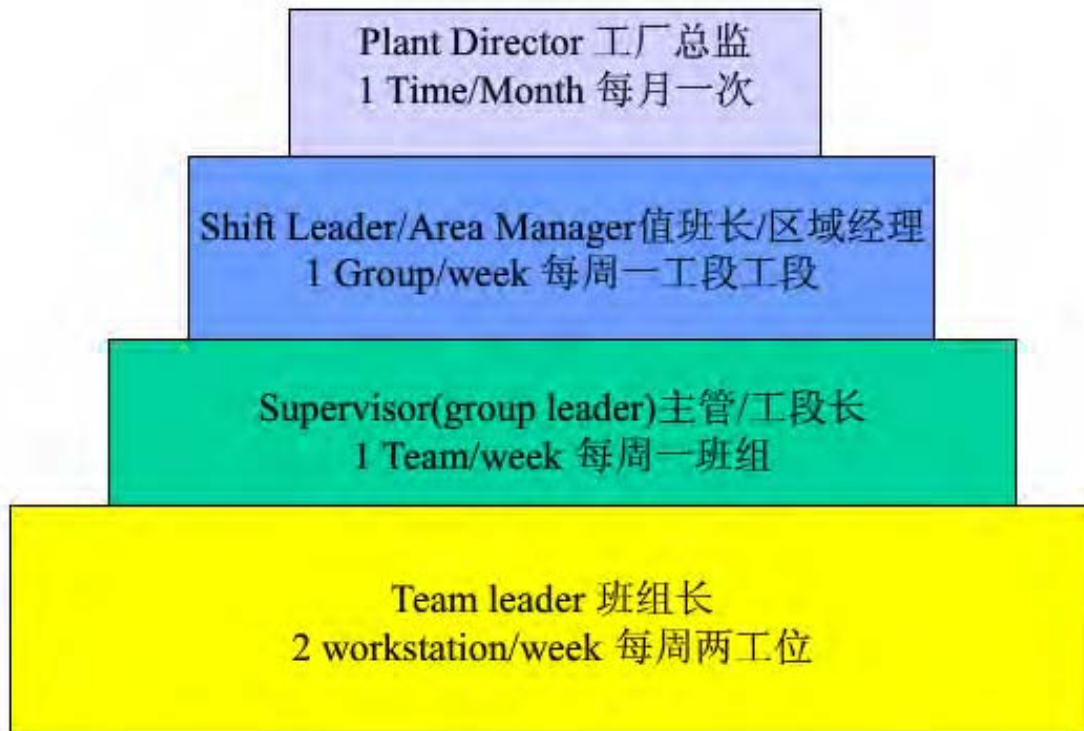 Plant Director 工厂总监
1 Time/Month 每月一次
Shift Leader/Area Manager值班长/区域经理
1 Group/week 每周一工段工段
Supervisor(group leader)主管/工段长
1 Team/week 每周一班组
Team leader 班组长
2 workstation/week 每周两工位